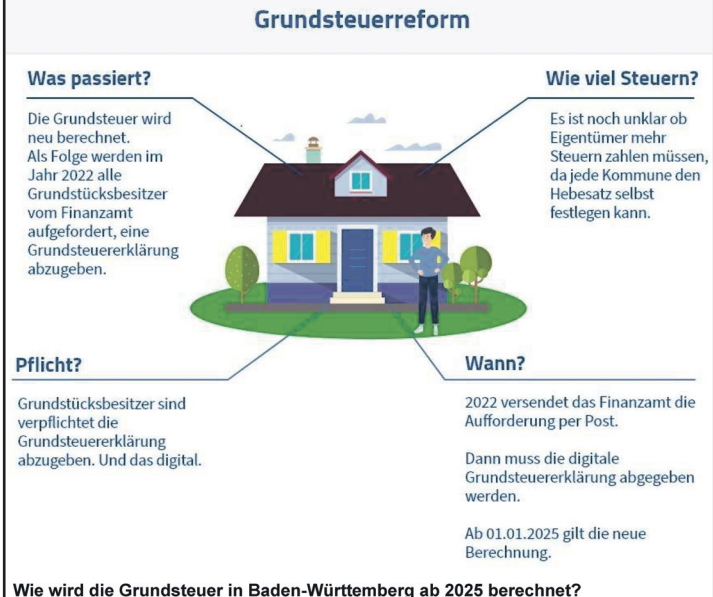 Grundsteuerreform
Was passiert?
Die Grundsteuer wird
neu berechnet.
Als Folge werden im
Jahr 2022 alle
Grundstücksbesitzer
vom Finanzamt
aufgefordert, eine
Grundsteuererklärung
abzugeben.
Wie viel Steuern?
Es ist noch unklar ob
Eigentümer mehr
Steuern zahlen müssen,
da jede Kommune den
Hebesatz selbst
festlegen kann.
Pflicht?
Grundstücksbesitzer sind
verpflichtet die
Grundsteuererklärung
abzugeben. Und das digital.
Wann?
2022 versendet das Finanzamt die
Aufforderung per Post.
Dann muss die digitale
Grundsteuererklärung abgegeben
werden.
Ab 01.01.2025 gilt die neue
Berechnung.
Wie wird die Grundsteuer in Baden-Württemberg ab 2025 berechnet?